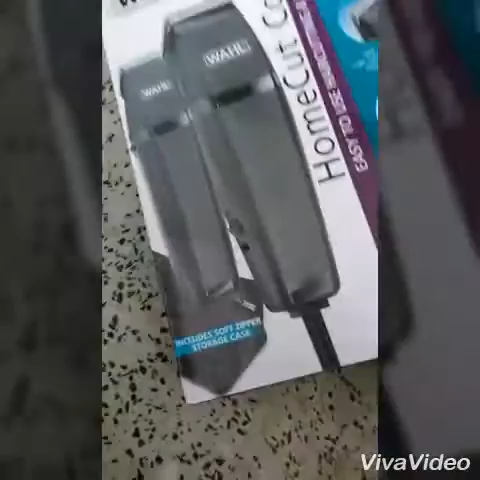 WAHL
WAHL
HomeCut Co
EASY TO USE
INCLUDES SOFT ZIPPER
STORAGE CASE
VivaVideo